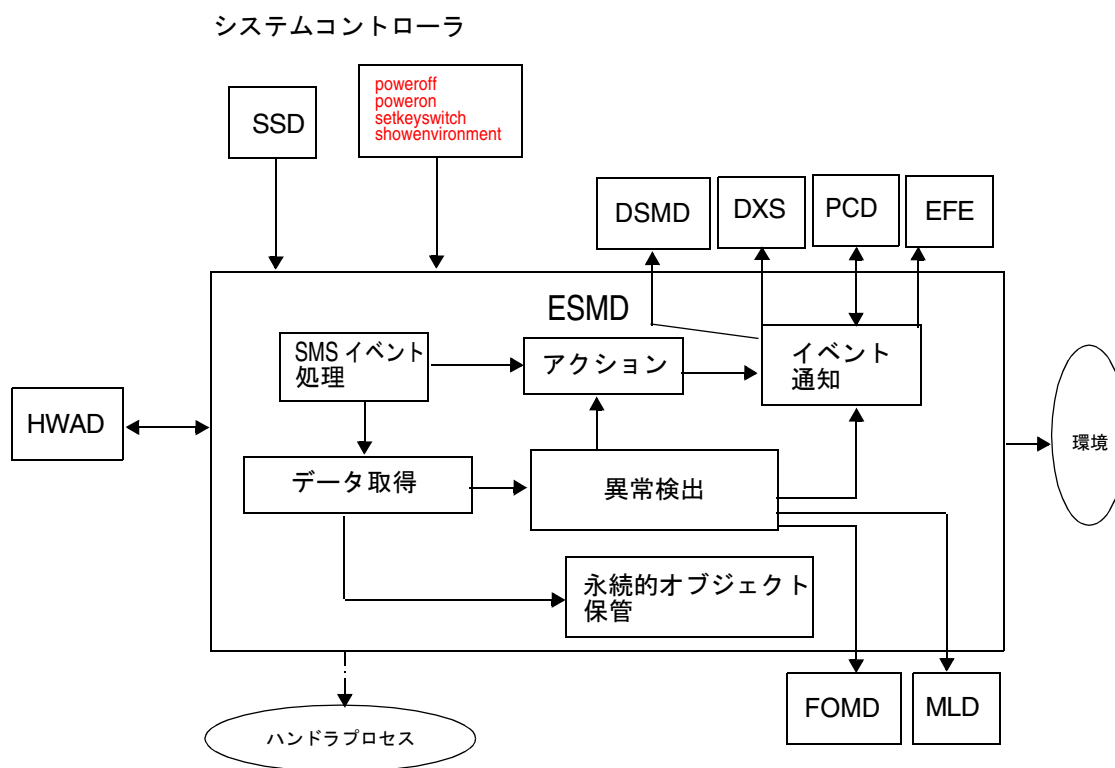 システムコントローラ
SSD
poweroff
poweron
setkeyswitch
showenvironment
DSMD
DXS
PCD
EFE
ESMD
SMS イベント
処理
アクション
イベント
通知
HWAD
環境
データ取得
異常検出
永続的オブジェクト
保管
FOMD
MLD
ハンドラプロセス